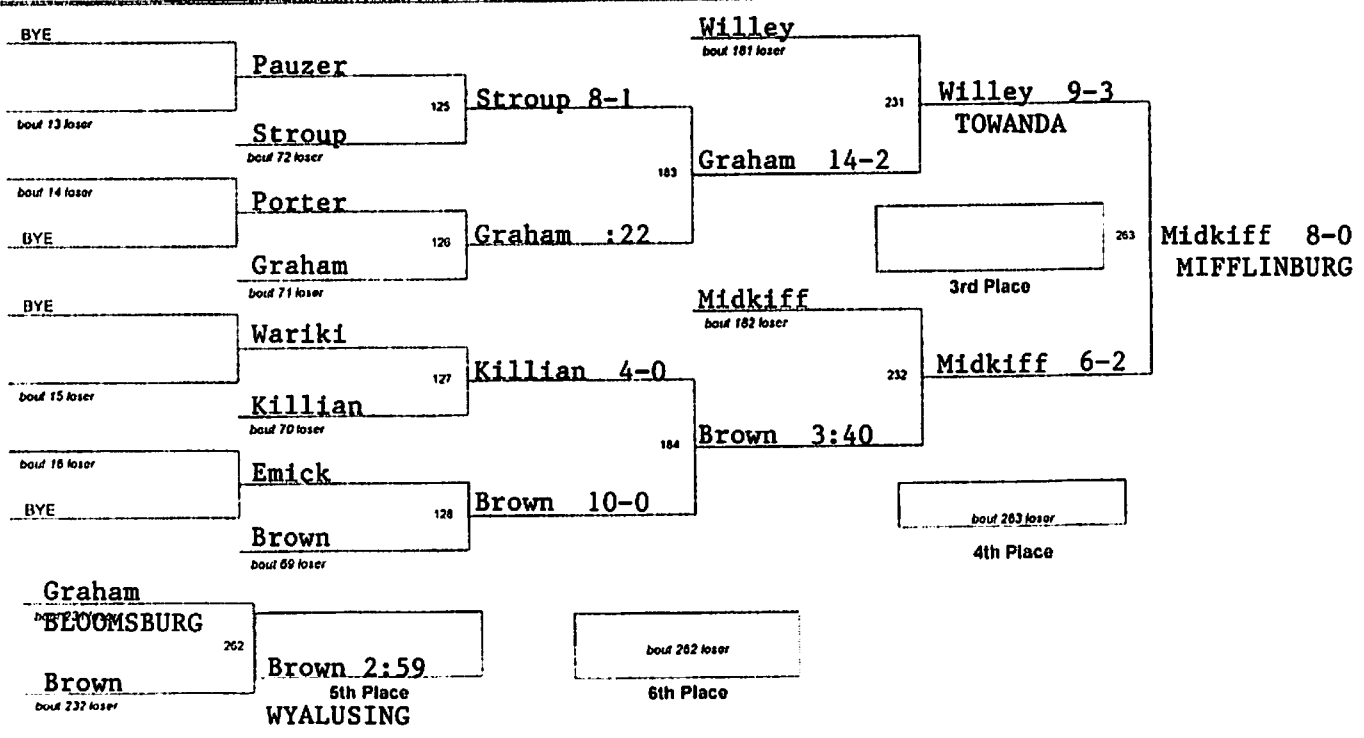 BYE
bout 13 loser
Pauzer
Stroup
bout 72 loser
125
Stroup 8-1
bout 14 loser
BYE
Porter
Graham
bout 71 loser
126
Graham :22
183
Graham 14-2
Willey
bout 181 loser
231
Willey 9-3
TOWANDA
BYE
bout 15 loser
Wariki
Killian
bout 70 loser
127
Killian 4-0
bout 16 loser
BYE
Emick
Brown
bout 69 loser
128
Brown 10-0
184
Brown 3:40
Midkiff
bout 182 loser
232
Midkiff 6-2
263
Midkiff 8-0
MIFFLINBURG
3rd Place
bout 263 loser
4th Place
Graham
BLOOMSBURG
Brown
bout 232 loser
262
Brown 2:59
5th Place
WYALUSING
bout 262 loser
6th Place